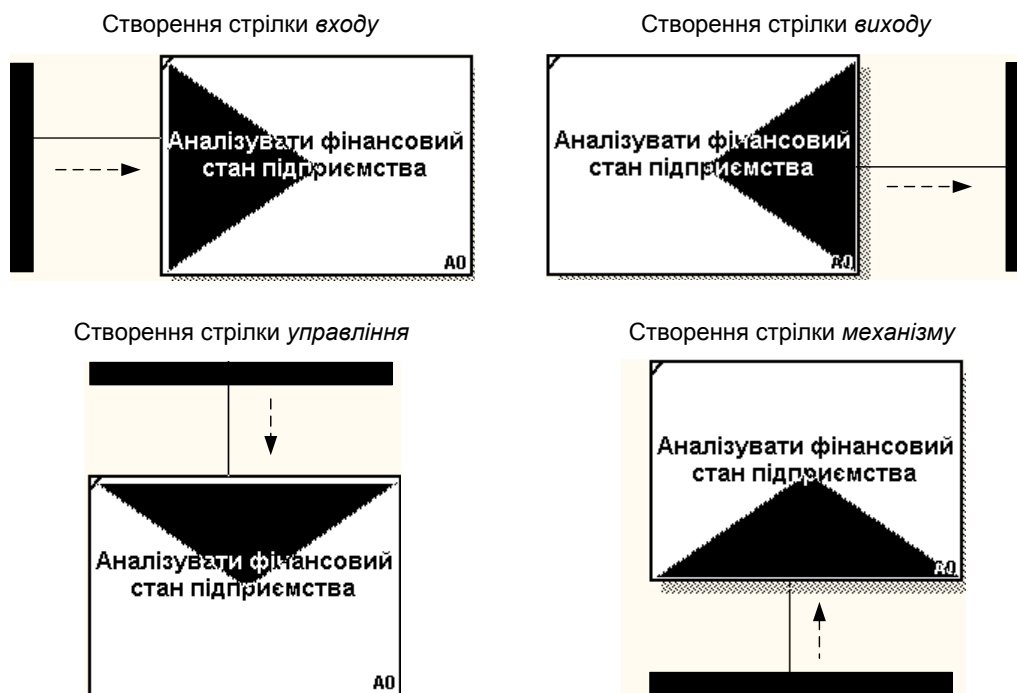 Створення стрілки входу
Аналізувати фінансовий
стан підприємства
A0
Створення стрілки виходу
Аналізувати фінансовий
стан підприємства
A0
Створення стрілки управління
Аналізувати фінансовий
стан підприємства
A0
Створення стрілки механізму
Аналізувати фінансовий
стан підприємства
A0